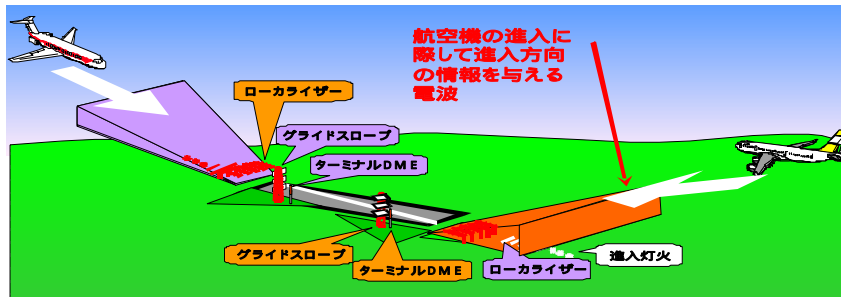 航空機の進入に
際して進入方向
の情報を与える
電波
ローカライザー
グライドスロープ
ターミナルDME
グライドスロープ
ターミナルDME
ローカライザー
進入灯火